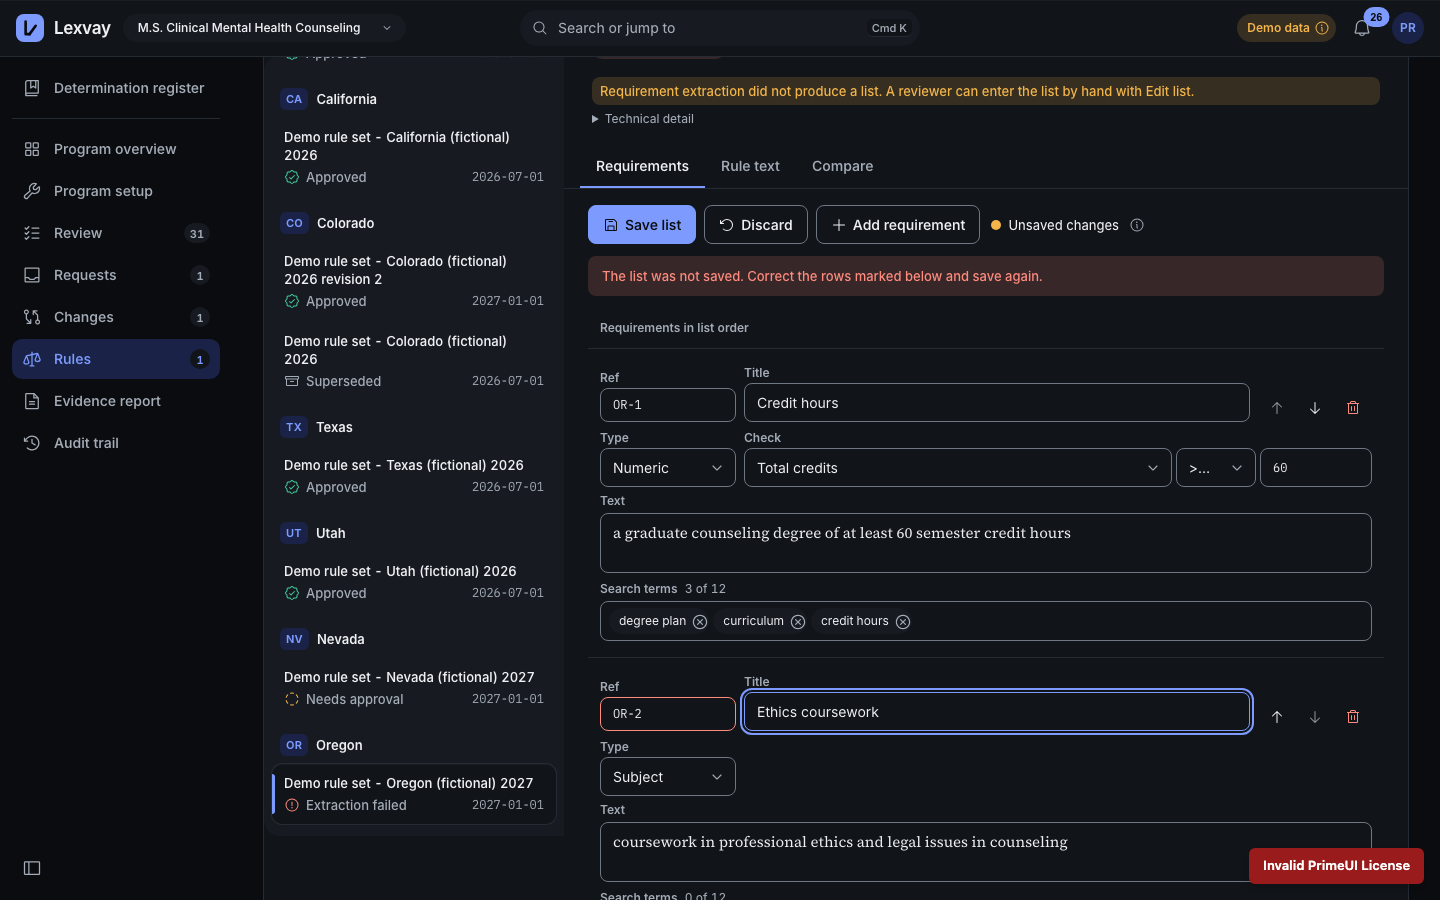 Lexvay
M.S. Clinical Mental Health Counseling
Search or jump to
Cmd K
Demo data
26
PR
Determination register
Program overview
Program setup
Review
31
Requests
1
Changes
1
Rules
1
Evidence report
Audit trail
Approved
CA
California
Demo rule set - California (fictional)
2026
Approved
2026-07-01
CO
Colorado
Demo rule set - Colorado (fictional)
2026 revision 2
Approved
2027-01-01
Demo rule set - Colorado (fictional)
2026
Superseded
2026-07-01
TX
Texas
Demo rule set - Texas (fictional) 2026
Approved
2026-07-01
UT
Utah
Demo rule set - Utah (fictional) 2026
Approved
2026-07-01
NV
Nevada
Demo rule set - Nevada (fictional) 2027
Needs approval
2027-01-01
OR
Oregon
Demo rule set - Oregon (fictional) 2027
Extraction failed
2027-01-01
Requirement extraction did not produce a list. A reviewer can enter the list by hand with Edit list.
Technical detail
Requirements
Rule text
Compare
Save list
Discard
Add requirement
Unsaved changes
The list was not saved. Correct the rows marked below and save again.
Requirements in list order
Ref
Title
OR-1
Credit hours
Type
Check
Numeric
Total credits
>...
60
Text
a graduate counseling degree of at least 60 semester credit hours
Search terms 3 of 12
degree plan
curriculum
credit hours
Ref
Title
OR-2
Ethics coursework
Type
Subject
Text
coursework in professional ethics and legal issues in counseling
Search terms 0 of 12
Invalid PrimeUI License